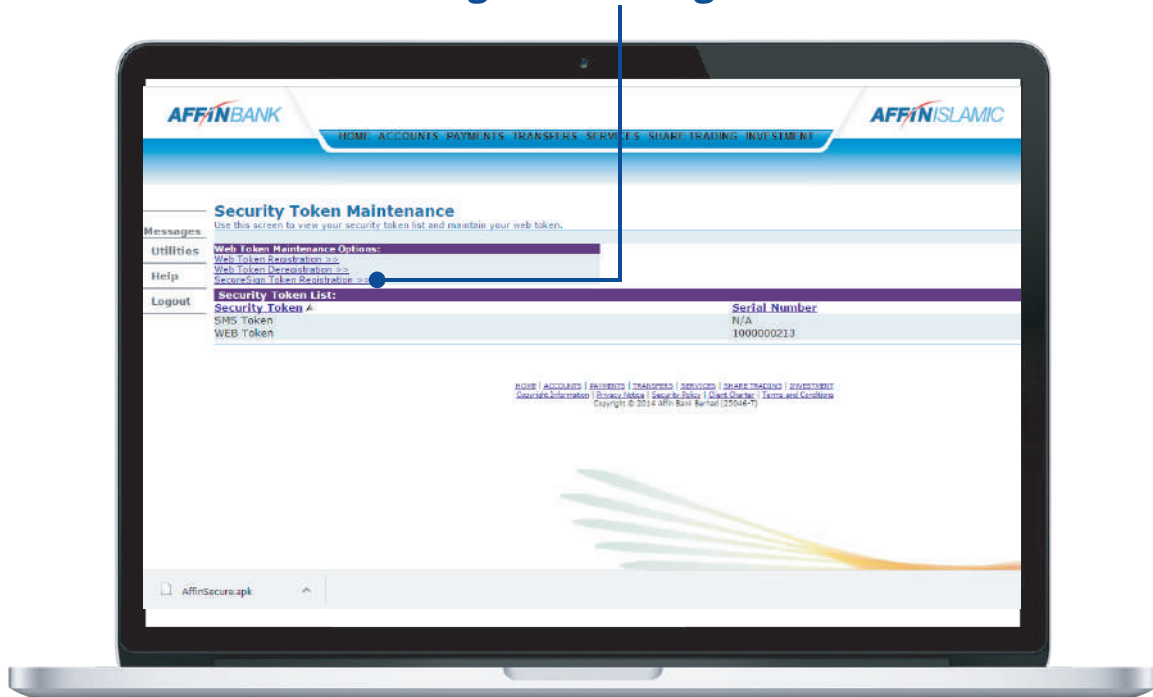 AFFINBANK
AFFINISLAMIC
HOME ACCOUNTS PAYMENTS TRANSFERS SERVICES SHARE TRADING INVESTMENT
Security Token Maintenance
Use this screen to view your security token list and maintain your web token.
Messages
Utilities
Help
Logout
Web Token Maintenance Options:
Web Token Registration >>
Web Token Deregistration >>
SecureSign Token Registration >>
Security Token List:
Security Token Serial Number
SMS Token N/A
WEB Token 1000000213
HOME | ACCOUNTS | PAYMENTS | TRANSFERS | SERVICES | SHARE TRADING | INVESTMENT
Copyright Information | Privacy Notice | Security Policy | Client Charter | Terms and Conditions
Copyright © 2014 Affin Bank Berhad (25046-T)
AffinSecure.apk